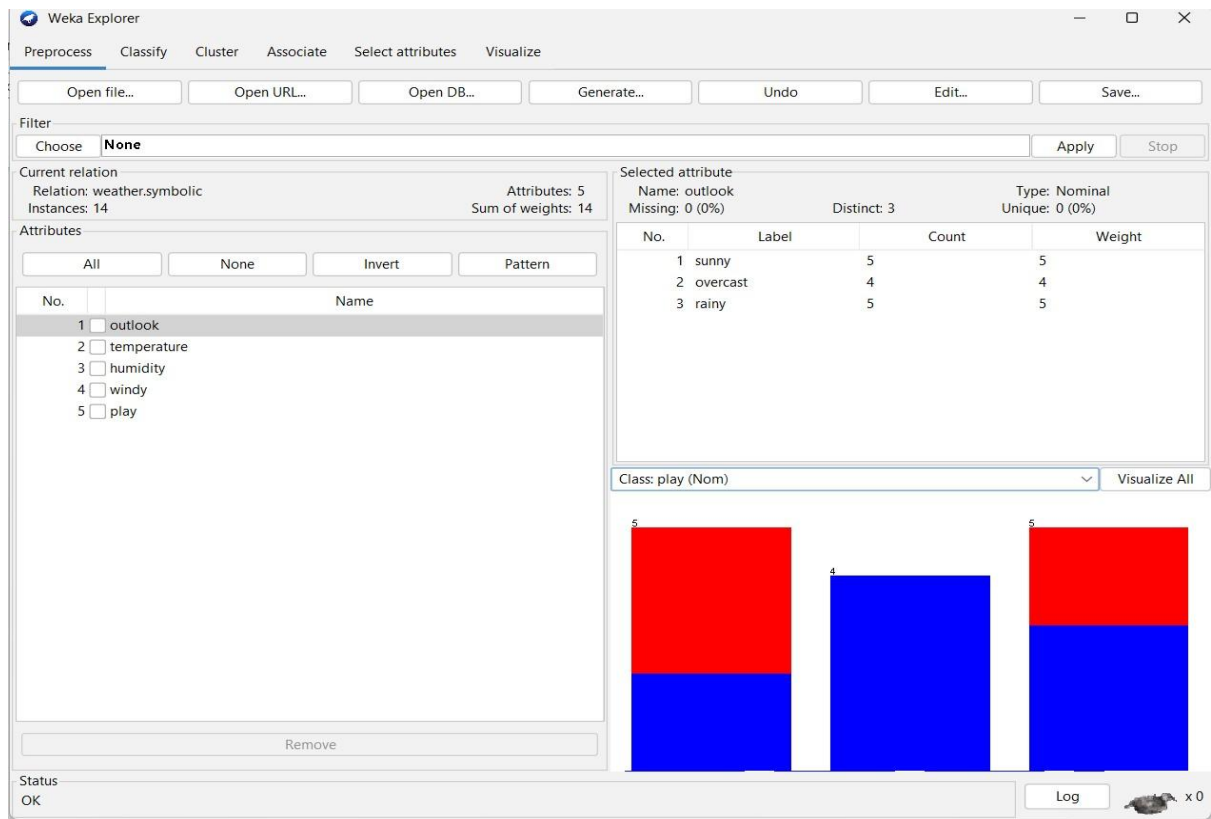 Weka Explorer
Preprocess Classify Cluster Associate Select attributes Visualize
Open file... Open URL... Open DB... Generate... Undo Edit... Save...
Filter
Choose None Apply Stop
Current relation
Relation: weather.symbolic Attributes: 5
Instances: 14 Sum of weights: 14
Attributes
All None Invert Pattern
No. Name
1 outlook
2 temperature
3 humidity
4 windy
5 play
Remove
Selected attribute
Name: outlook Type: Nominal
Missing: 0 (0%) Distinct: 3 Unique: 0 (0%)
No. Label Count Weight
1 sunny 5 5
2 overcast 4 4
3 rainy 5 5
Class: play (Nom) Visualize All
5 4 5
Status
OK Log x 0